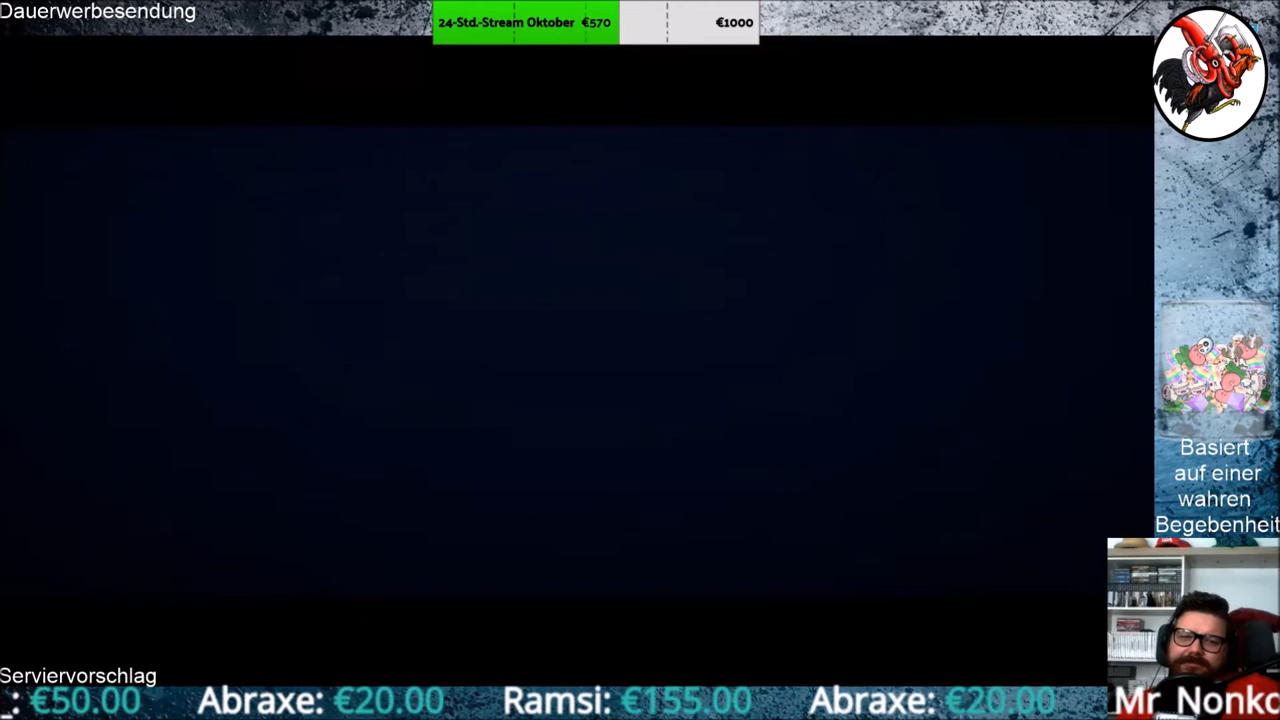 Dauerwerbesendung
24-Std.-Stream Oktober €570 €1000
Basiert
auf einer
wahren
Begebenheit
Serviervorschlag
.: €50.00 Abraxe: €20.00 Ramsi: €155.00 Abraxe: €20.00 Mr_Nonko